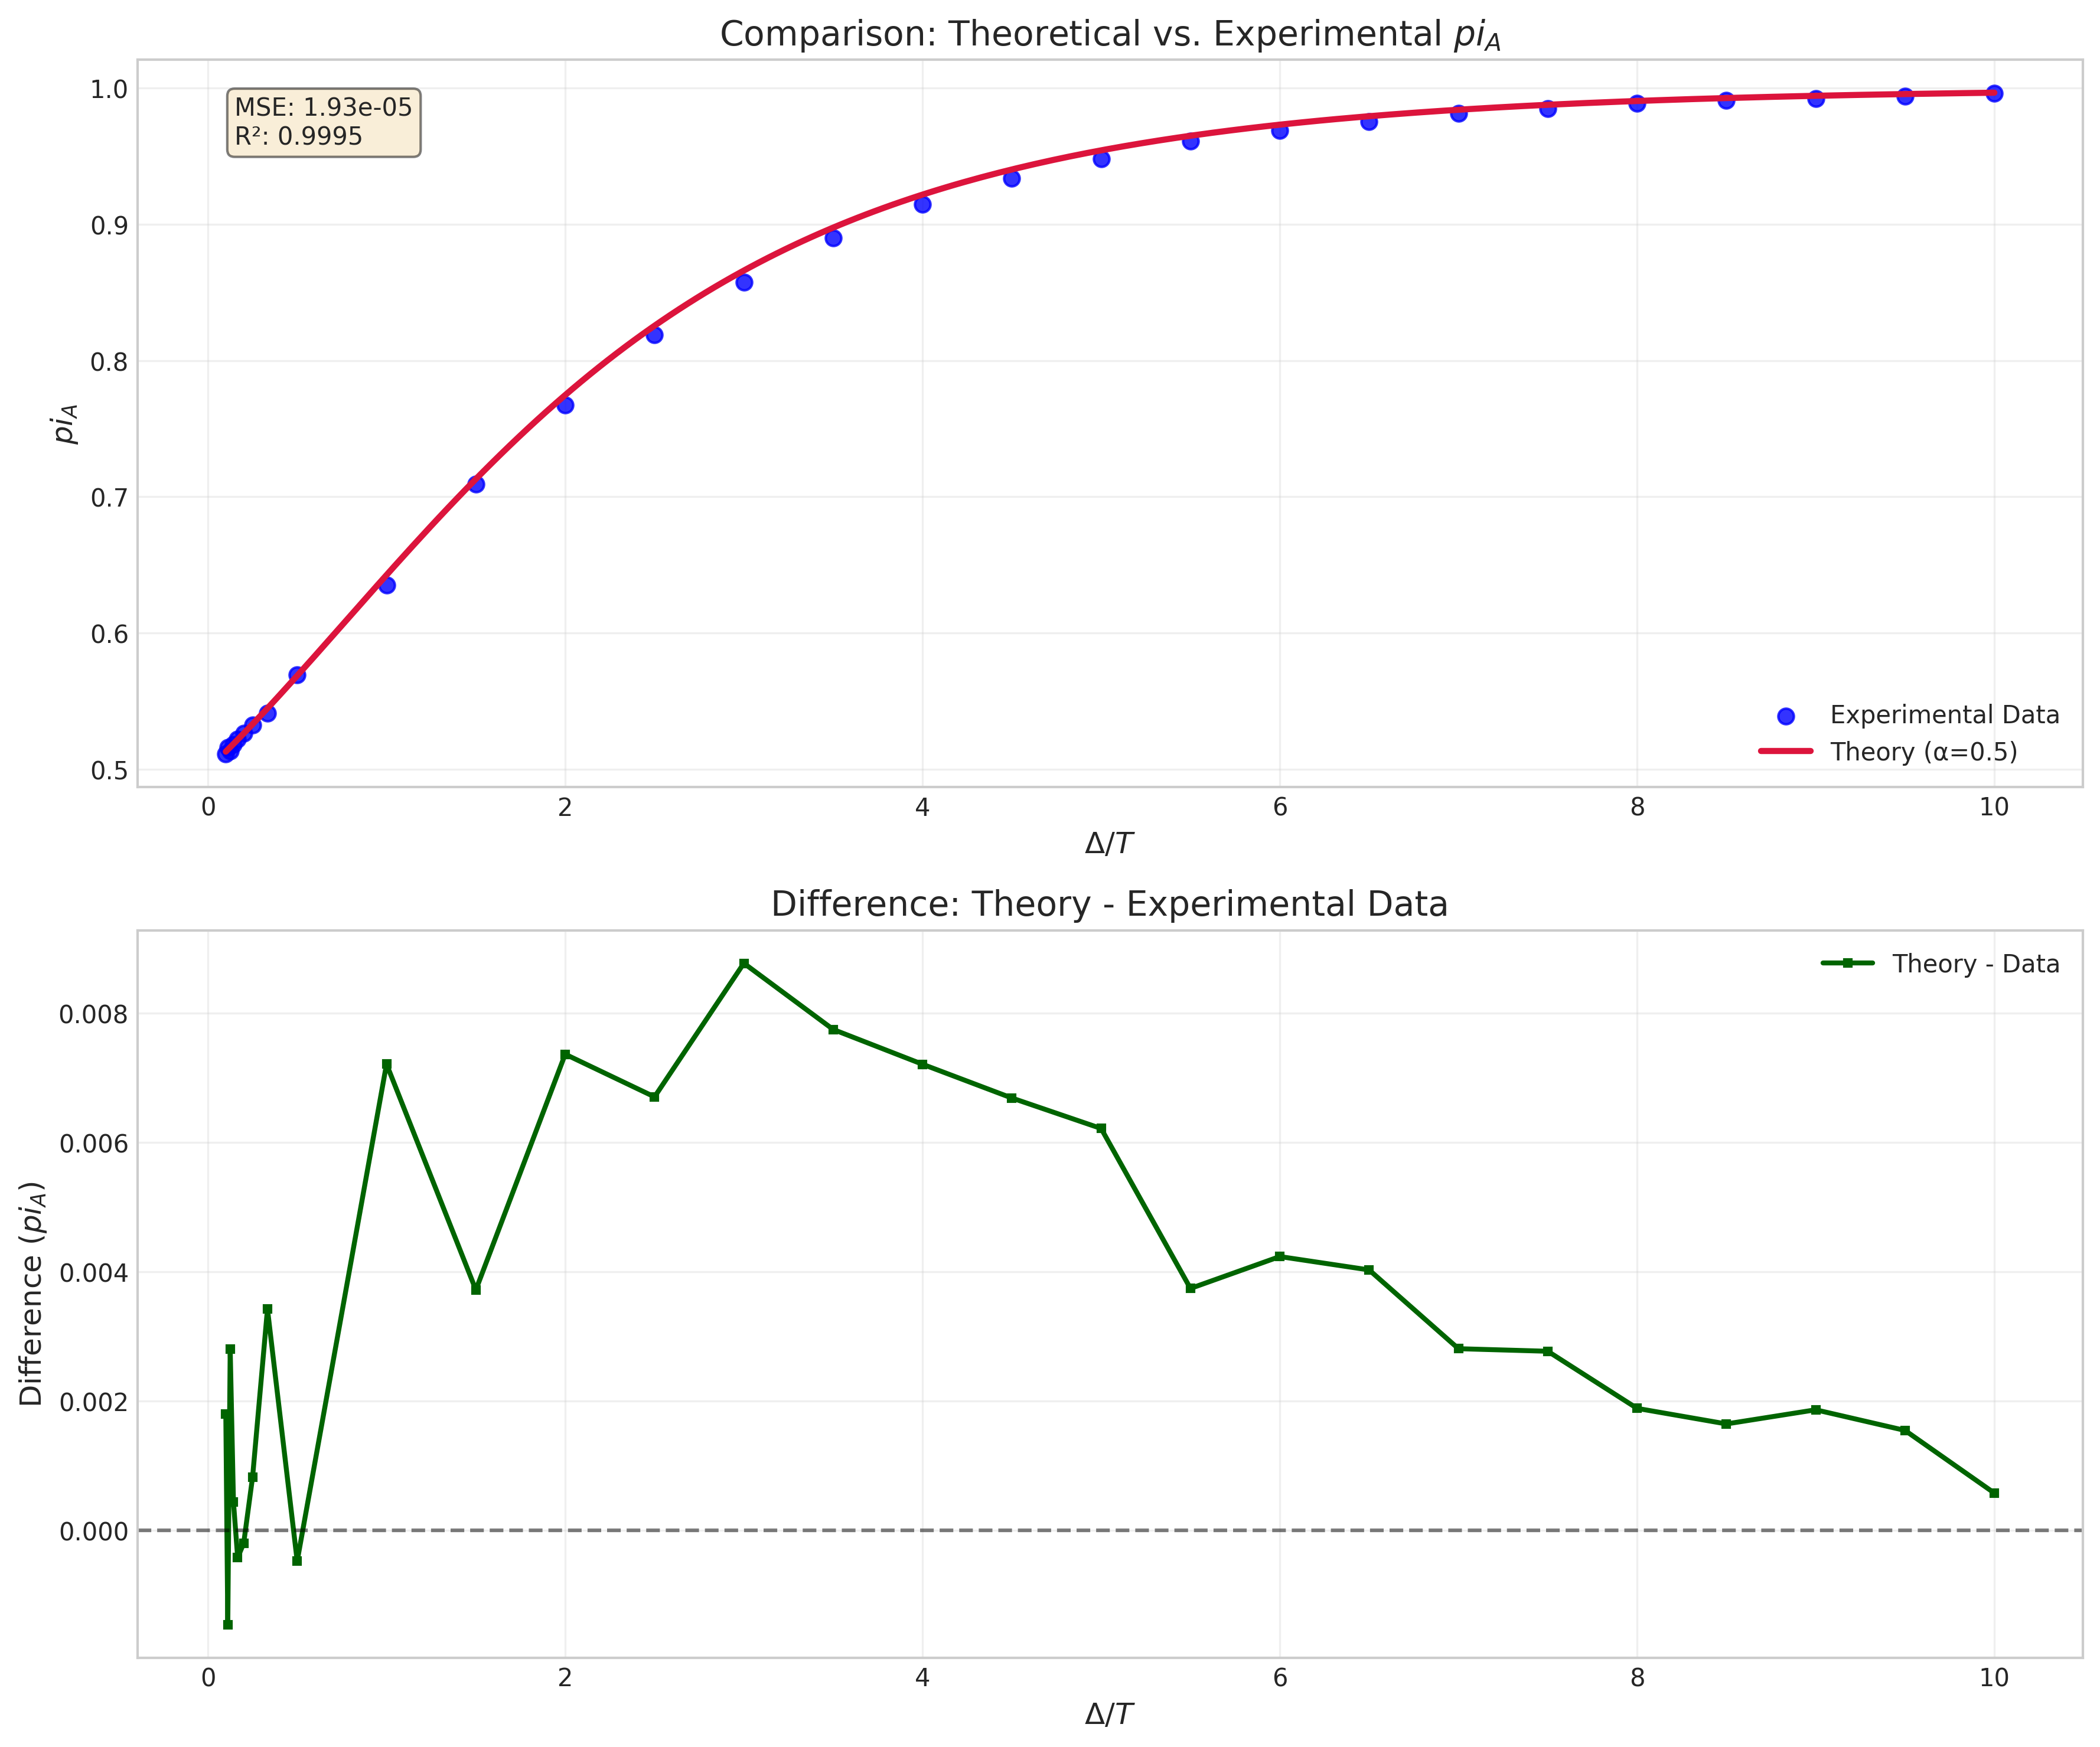 Comparison: Theoretical vs. Experimental pi_A
MSE: 1.93e-05
R²: 0.9995
1.0
0.9
0.8
0.7
0.6
0.5
pi_A
Experimental Data
Theory (α=0.5)
0 2 4 6 8 10
Δ/T
Difference: Theory - Experimental Data
Theory - Data
0.008
0.006
0.004
0.002
0.000
Difference (pi_A)
0 2 4 6 8 10
Δ/T